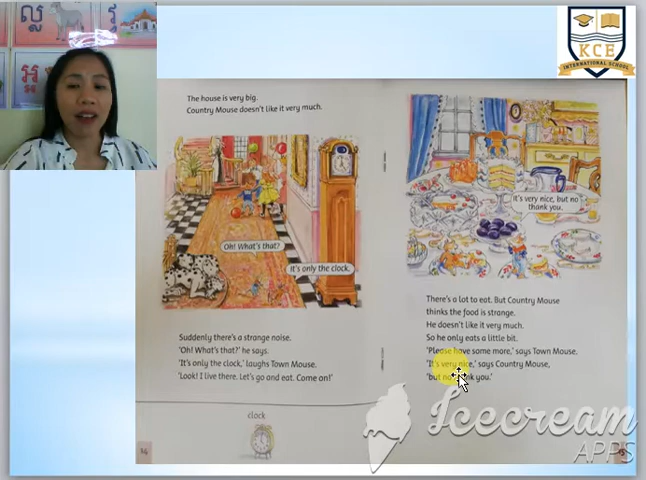 ល្ឋ
អ្ល
KCE
INTERNATIONAL SCHOOL
The house is very big.
Country Mouse doesn't like it very much.
Oh! What's that?
It's only the clock.
Suddenly there's a strange noise.
'Oh! What's that?' he says.
'It's only the clock,' laughs Town Mouse.
'Look! I live there. Let's go and eat. Come on!'
clock
14
It's very nice, but no
thank you.
There's a lot to eat. But Country Mouse
thinks the food is strange.
He doesn't like it very much.
So he only eats a little bit.
'Please have some more,' says Town Mouse.
'It's very nice,' says Country Mouse,
'but no thank you.'
15
Icecream
APPS